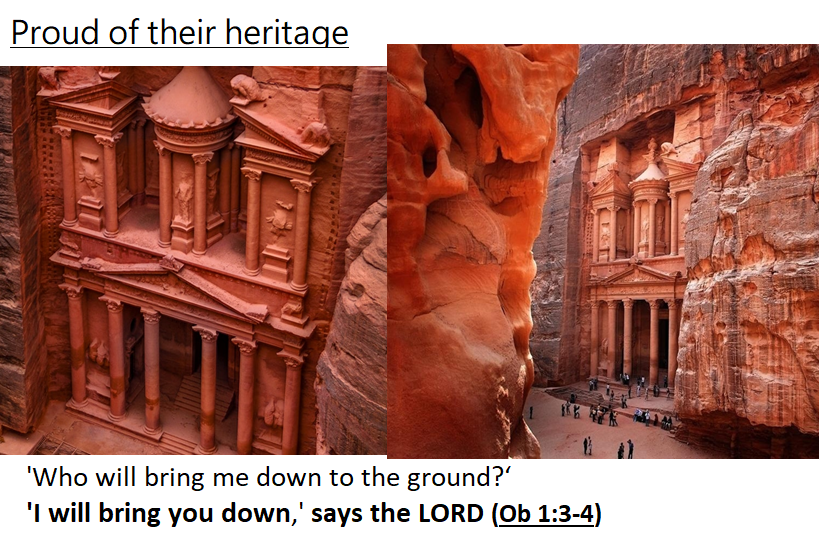 Proud of their heritage
'Who will bring me down to the ground?‘
'I will bring you down,' says the LORD (Ob 1:3-4)